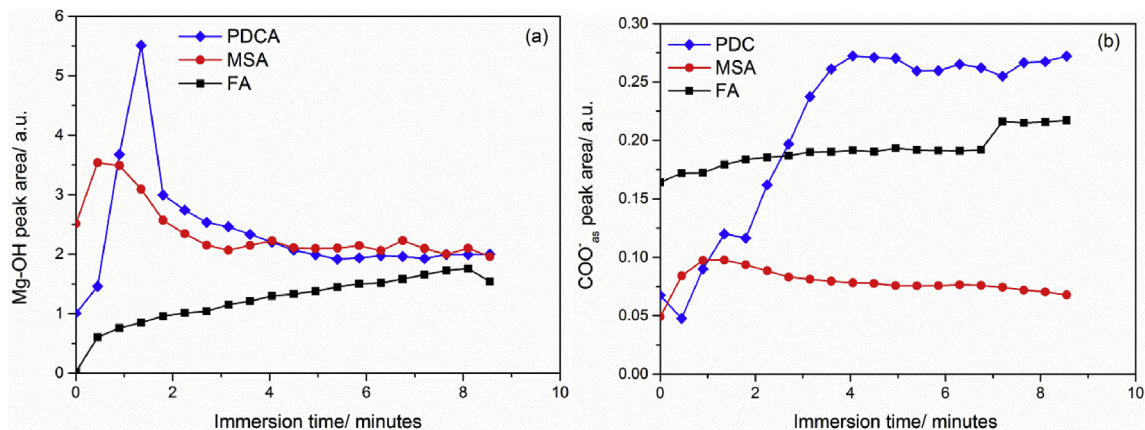 (a)
PDCA
MSA
FA
Mg-OH peak area/ a.u.
6
5
4
3
2
1
0
0 2 4 6 8 10
Immersion time/ minutes
(b)
PDC
MSA
FA
COO⁻as peak area/ a.u.
0.30
0.25
0.20
0.15
0.10
0.05
0.00
0 2 4 6 8 10
Immersion time/ minutes